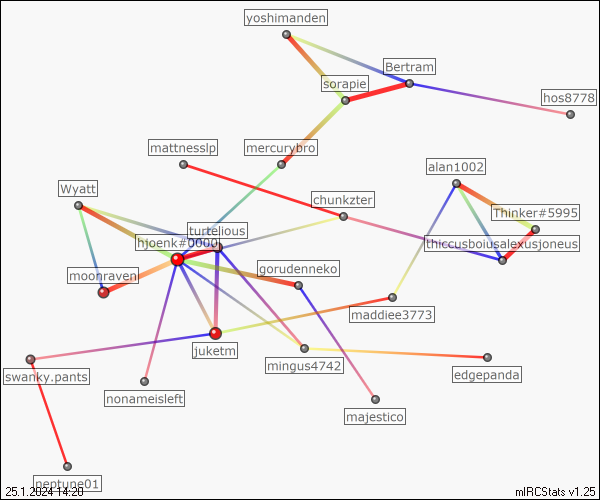 yoshimanden
Bertram
sorapie
hos8778
mattnesslp
mercurybro
alan1002
Wyatt
chunkzter
Thinker#5995
turtelious
hjoenk#0000
thiccusboiusalexusjoneus
moonraven
gorudenneko
maddiee3773
juketm
mingus4742
edgepanda
swanky.pants
nonameisleft
majestico
neptune01
25.1.2024 14:20
mIRCStats v1.25